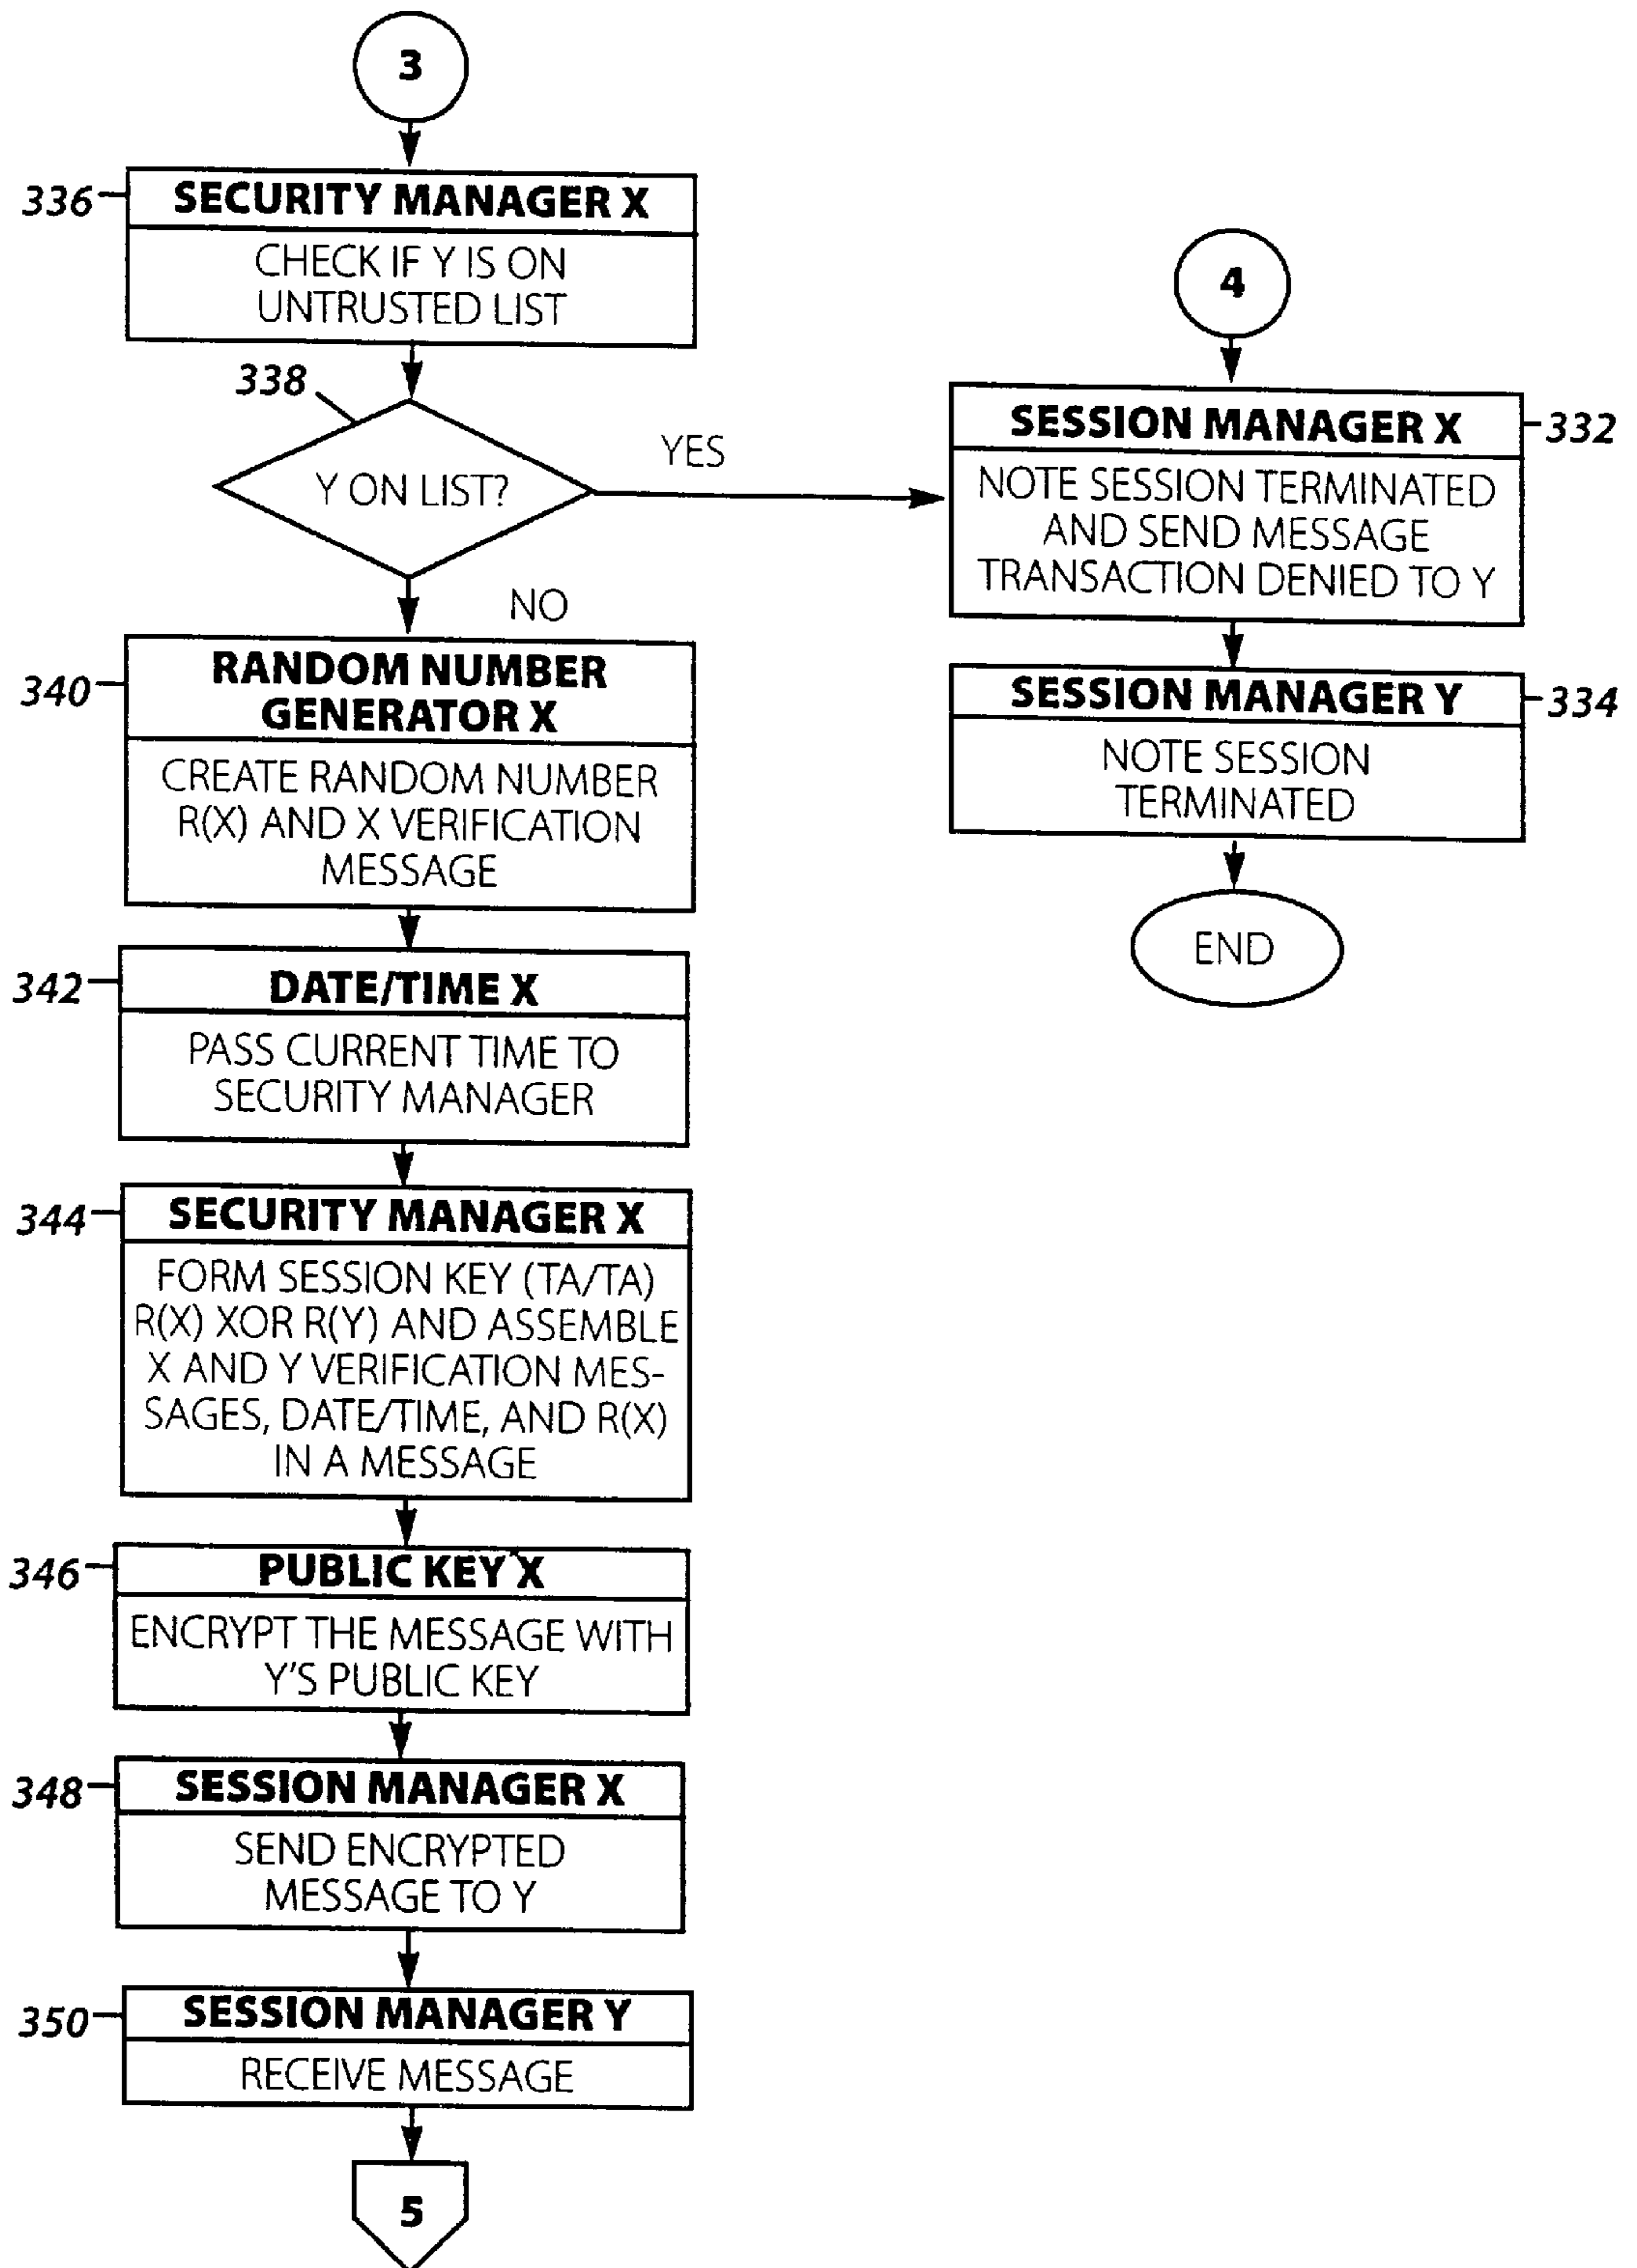 3
336
SECURITY MANAGER X
CHECK IF Y IS ON
UNTRUSTED LIST
338
Y ON LIST?
YES
NO
4
SESSION MANAGER X
332
NOTE SESSION TERMINATED
AND SEND MESSAGE
TRANSACTION DENIED TO Y
SESSION MANAGER Y
334
NOTE SESSION
TERMINATED
END
340
RANDOM NUMBER
GENERATOR X
CREATE RANDOM NUMBER
R(X) AND X VERIFICATION
MESSAGE
342
DATE/TIME X
PASS CURRENT TIME TO
SECURITY MANAGER
344
SECURITY MANAGER X
FORM SESSION KEY (TA/TA)
R(X) XOR R(Y) AND ASSEMBLE
X AND Y VERIFICATION MES-
SAGES, DATE/TIME, AND R(X)
IN A MESSAGE
346
PUBLIC KEY X
ENCRYPT THE MESSAGE WITH
Y'S PUBLIC KEY
348
SESSION MANAGER X
SEND ENCRYPTED
MESSAGE TO Y
350
SESSION MANAGER Y
RECEIVE MESSAGE
5